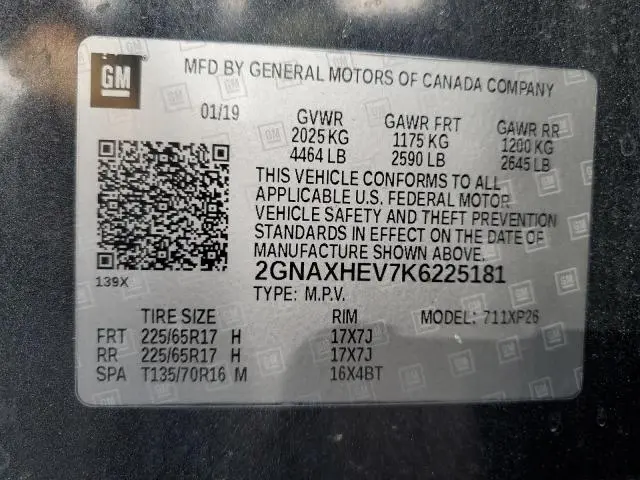 GM
MFD BY GENERAL MOTORS OF CANADA COMPANY
01/19
GVWR GAWR FRT GAWR RR
2025 KG 1175 KG 1200 KG
4464 LB 2590 LB 2645 LB
THIS VEHICLE CONFORMS TO ALL
APPLICABLE U.S. FEDERAL MOTOR
VEHICLE SAFETY AND THEFT PREVENTION
STANDARDS IN EFFECT ON THE DATE OF
MANUFACTURE SHOWN ABOVE.
2GNAXHEV7K6225181
139X
TYPE: M.P.V.
TIRE SIZE RIM MODEL: 711XP26
FRT 225/65R17 H 17X7J
RR 225/65R17 H 17X7J
SPA T135/70R16 M 16X4BT